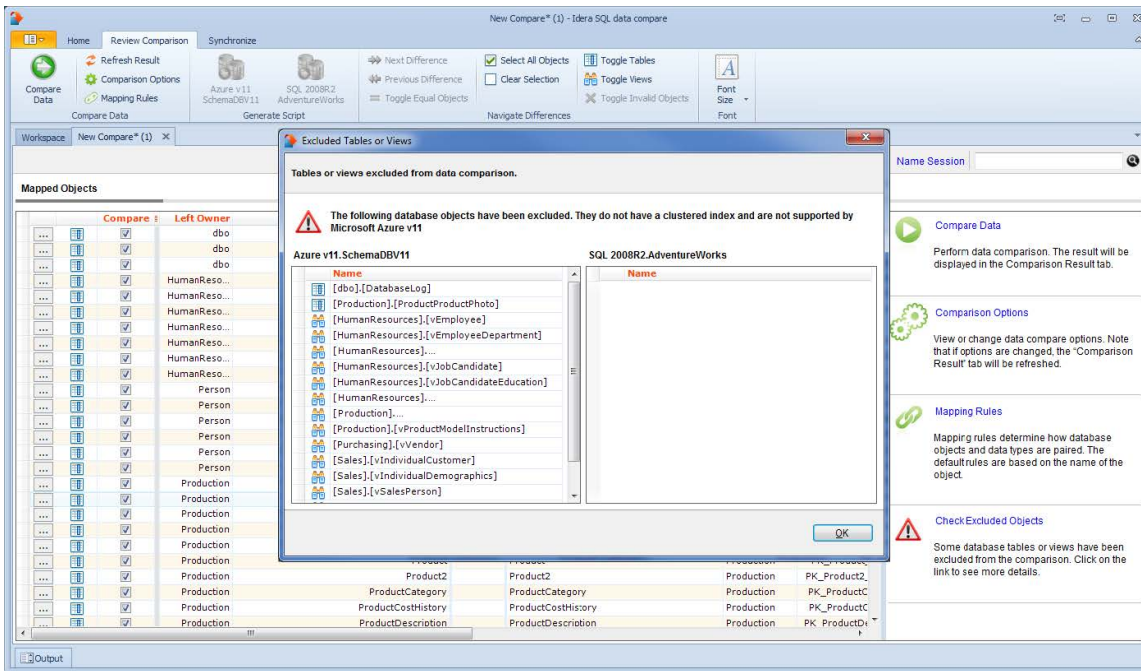 New Compare* (1) - Idera SQL data compare
Home Review Comparison Synchronize
Compare Data
Refresh Result
Comparison Options
Mapping Rules
Compare Data
Azure v11 SchemaDBV11
SQL 2008R2 AdventureWorks
Generate Script
Next Difference
Previous Difference
Toggle Equal Objects
Select All Objects
Clear Selection
Toggle Tables
Toggle Views
Toggle Invalid Objects
Navigate Differences
A
Font Size
Font
Workspace New Compare* (1)
Name Session
Mapped Objects
Compare Left Owner
... dbo
... dbo
... dbo
... HumanReso...
... HumanReso...
... HumanReso...
... HumanReso...
... HumanReso...
... HumanReso...
... HumanReso...
... Person
... Person
... Person
... Person
... Person
... Person
... Production
... Production
... Production
... Production
... Production
... Production
... Production Product2 Product2 Production PK_Product2_
... Production ProductCategory ProductCategory Production PK_ProductC
... Production ProductCostHistory ProductCostHistory Production PK_ProductC
... Production ProductDescription ProductDescription Production PK_ProductDe
Excluded Tables or Views
Tables or views excluded from data comparison.
The following database objects have been excluded. They do not have a clustered index and are not supported by
Microsoft Azure v11
Azure v11.SchemaDBV11
Name
[dbo].[DatabaseLog]
[Production].[ProductProductPhoto]
[HumanResources].[vEmployee]
[HumanResources].[vEmployeeDepartment]
[HumanResources]....
[HumanResources].[vJobCandidate]
[HumanResources].[vJobCandidateEducation]
[HumanResources]....
[Production]....
[Production].[vProductModelInstructions]
[Purchasing].[vVendor]
[Sales].[vIndividualCustomer]
[Sales].[vIndividualDemographics]
[Sales].[vSalesPerson]
SQL 2008R2.AdventureWorks
Name
OK
Compare Data
Perform data comparison. The result will be
displayed in the Comparison Result tab.
Comparison Options
View or change data compare options. Note
that if options are changed, the "Comparison
Result" tab will be refreshed.
Mapping Rules
Mapping rules determine how database
objects and data types are paired. The
default rules are based on the name of the
object.
Check Excluded Objects
Some database tables or views have been
excluded from the comparison. Click on the
link to see more details.
Output